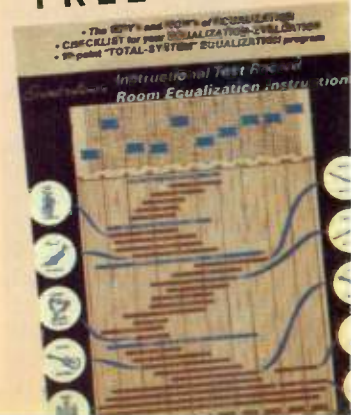 FREE
• The WHY's and HOW's of EQUALIZATION
• CHECKLIST for your EQUALIZATION-EVALUATION
• 10-point "TOTAL-SYSTEM" EQUALIZATION program
Instructional Test Record
Room Equalization Instructions